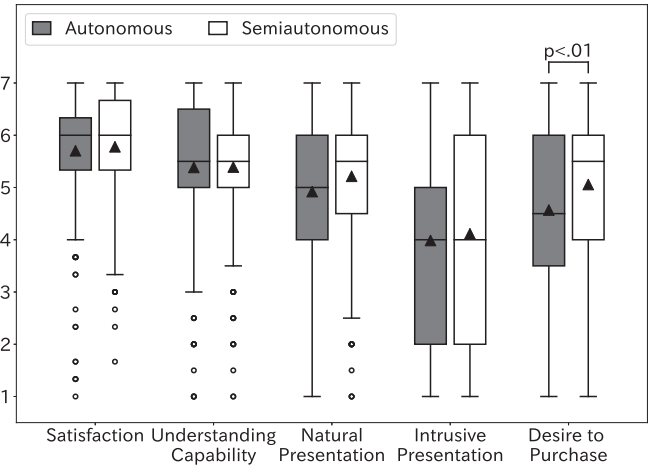 Autonomous Semiautonomous
p<.01
7
6
5
4
3
2
1
Satisfaction Understanding Capability Natural Presentation Intrusive Presentation Desire to Purchase